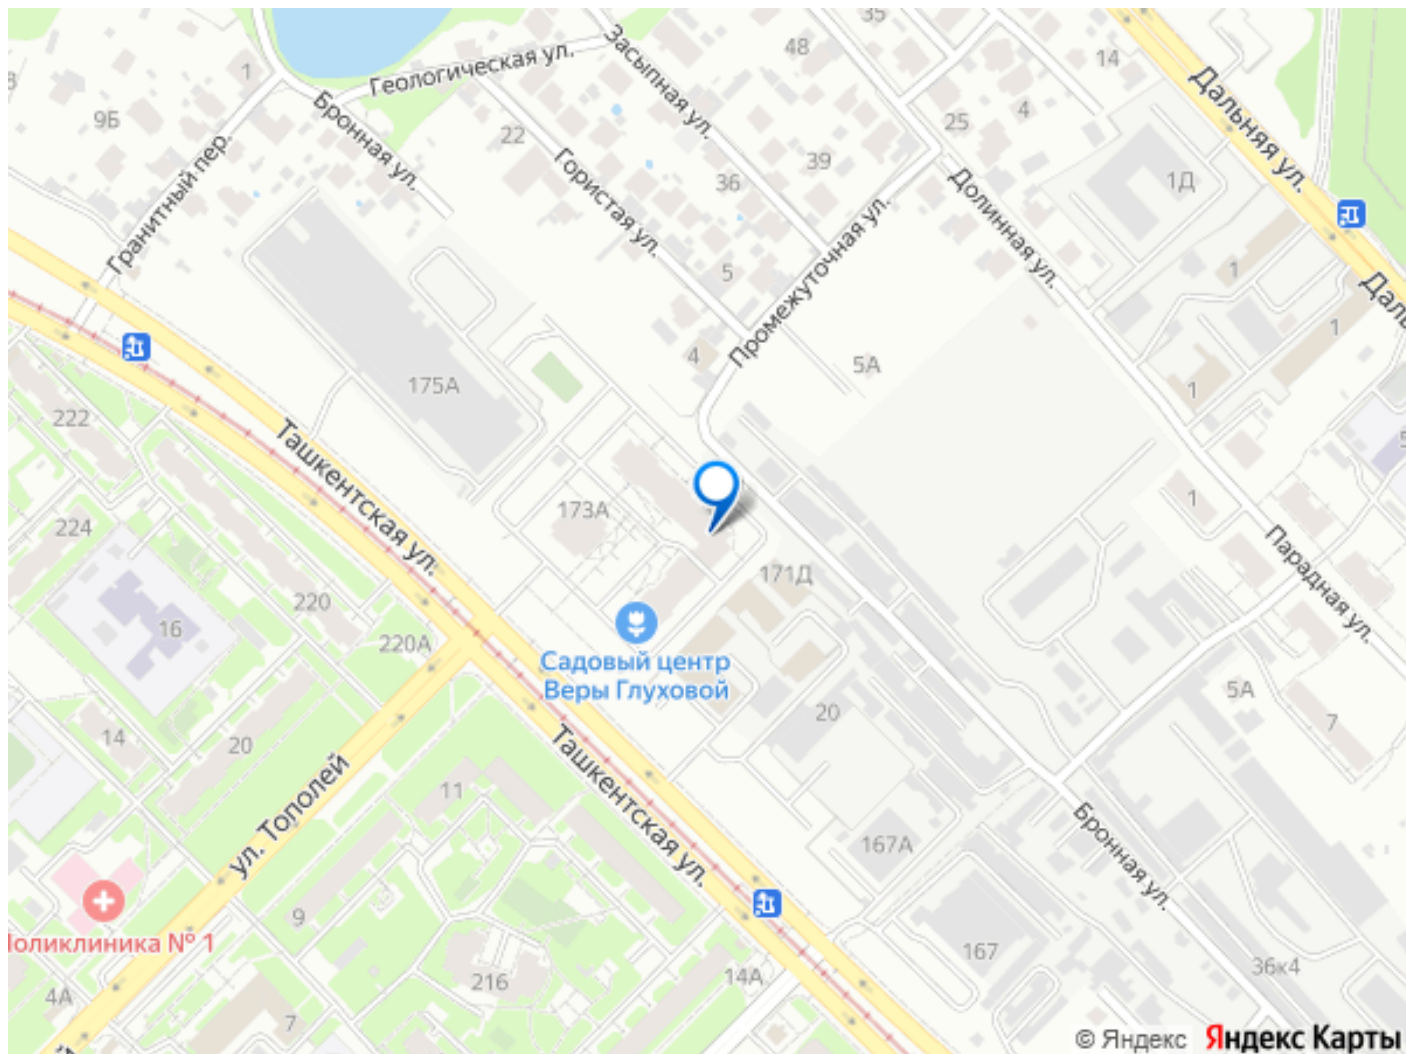 35
48
14
Геологическая ул.
Засыпная ул.
Дальняя ул.
1
9Б
Бронная ул.
22
4
25
39
Гранитный пер.
Гористая ул.
36
1Д
Долинная ул.
Промежуточная ул.
5
1
1
4
5А
175А
1
222
Ташкентская ул.
173А
1
224
Парадная ул.
171Д
220
16
220А
Садовый центр
Веры Глуховой
5А
20
7
14
20
ул. Тополей
11
Ташкентская ул.
167А
Бронная ул.
9
Поликлиника № 1
167
36к4
216
14А
4А
7
© Яндекс
Яндекс Карты